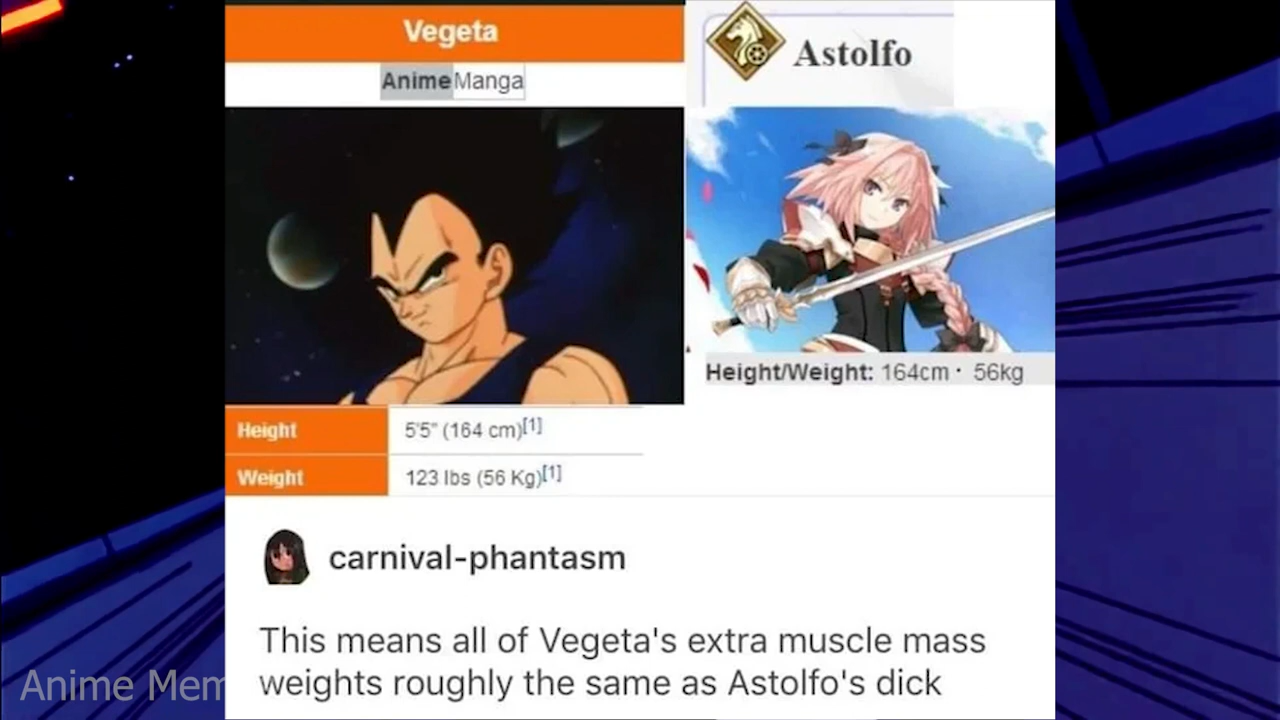 Vegeta
Anime Manga
Astolfo
Height/Weight: 164cm · 56kg
Height 5'5" (164 cm)[1]
Weight 123 lbs (56 Kg)[1]
carnival-phantasm
This means all of Vegeta's extra muscle mass
weights roughly the same as Astolfo's dick
Anime Mem